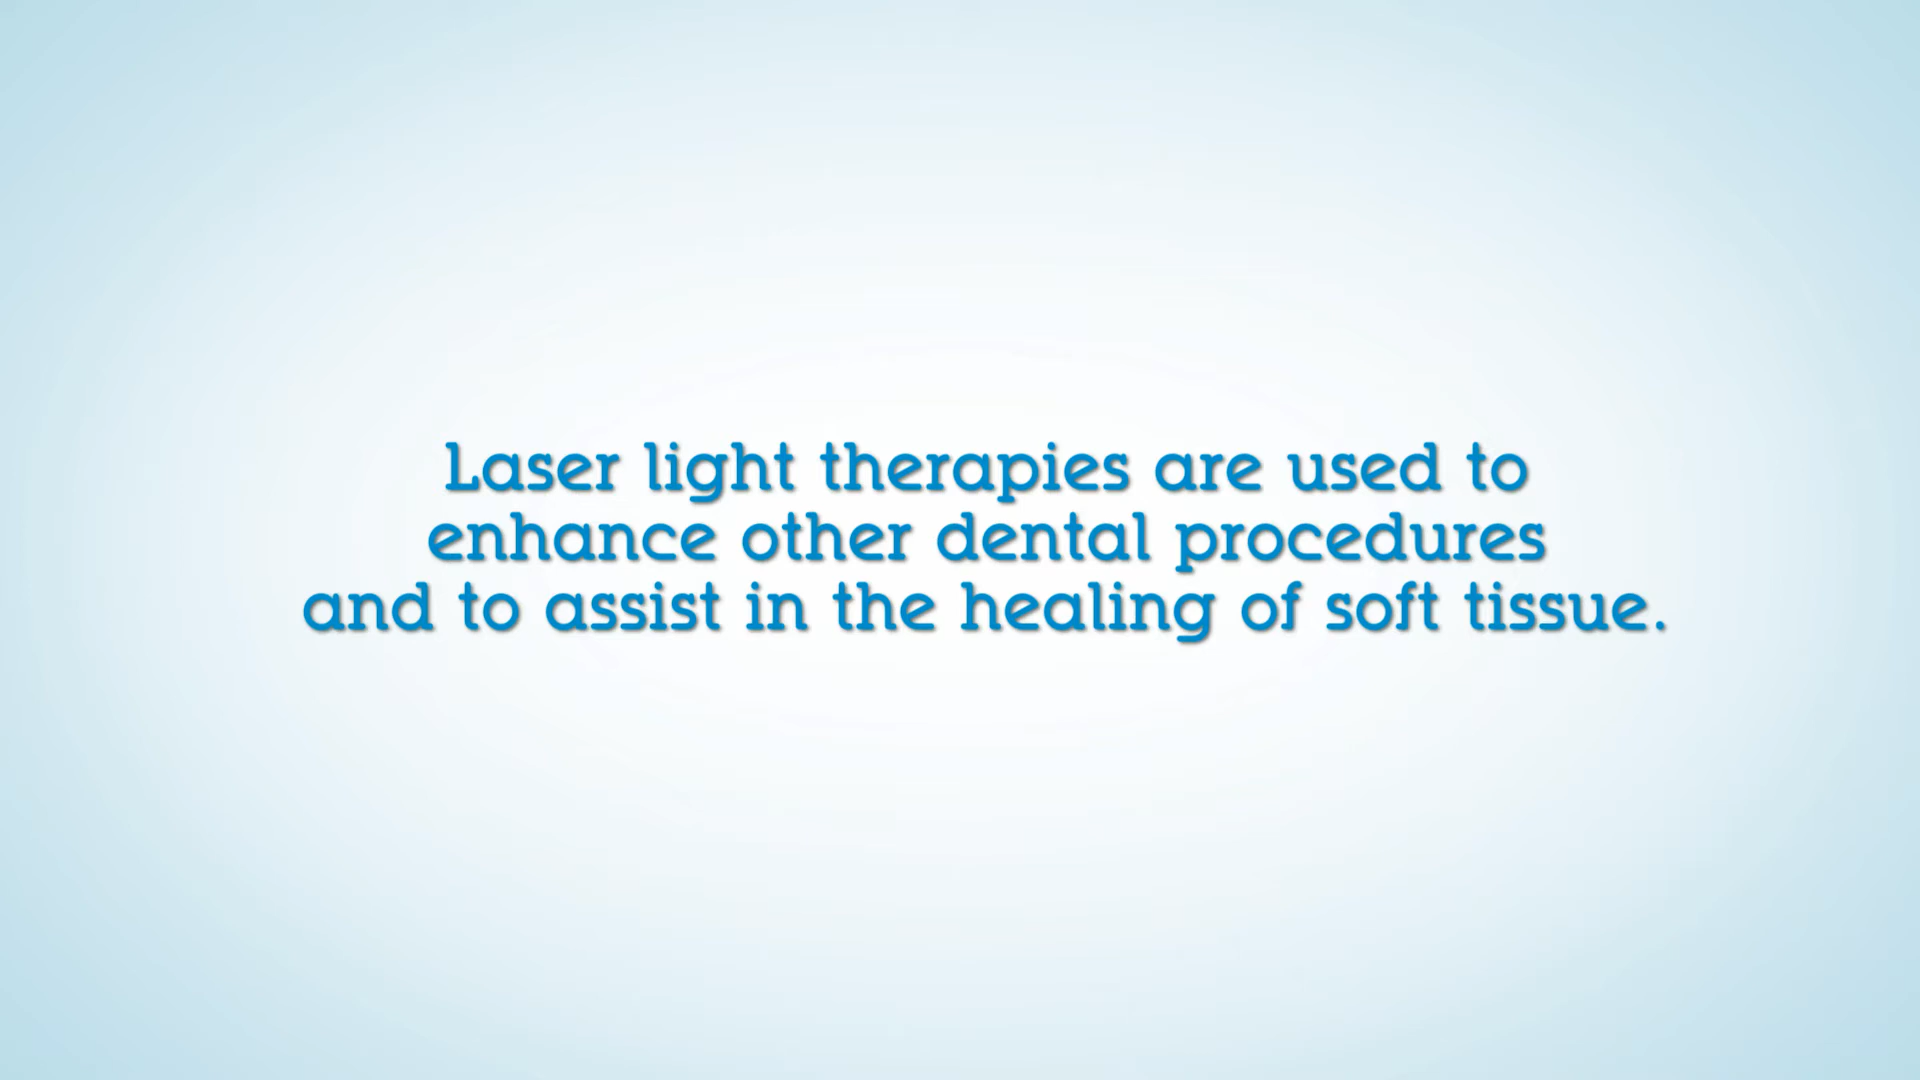 Laser light therapies are used to
enhance other dental procedures
and to assist in the healing of soft tissue.